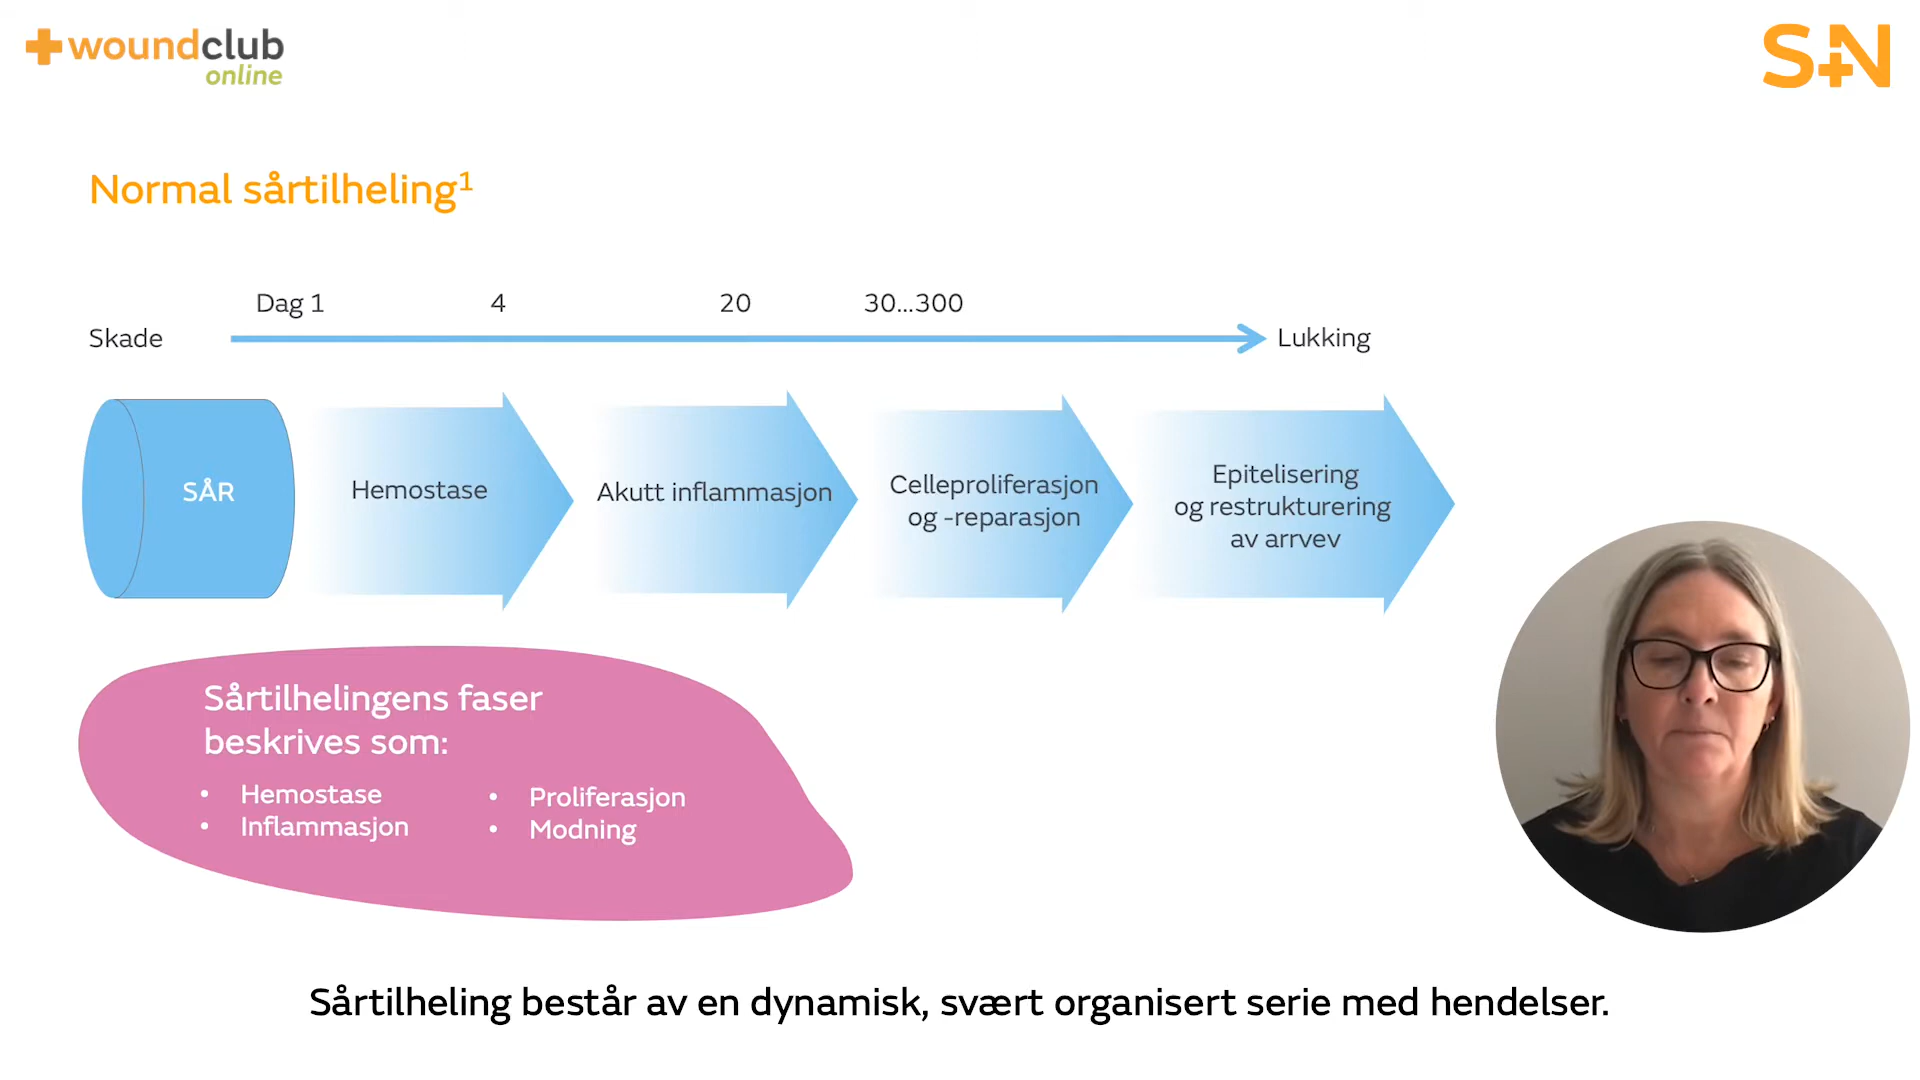 woundclub
online
S+N
Normal sårtilheling¹
Dag 1 4 20 30...300
Skade Lukking
SÅR
Hemostase
Akutt inflammasjon
Celleproliferasjon
og -reparasjon
Epitelisering
og restrukturering
av arrvev
Sårtilhelingens faser
beskrives som:
• Hemostase
• Inflammasjon
• Proliferasjon
• Modning
Sårtilheling består av en dynamisk, svært organisert serie med hendelser.